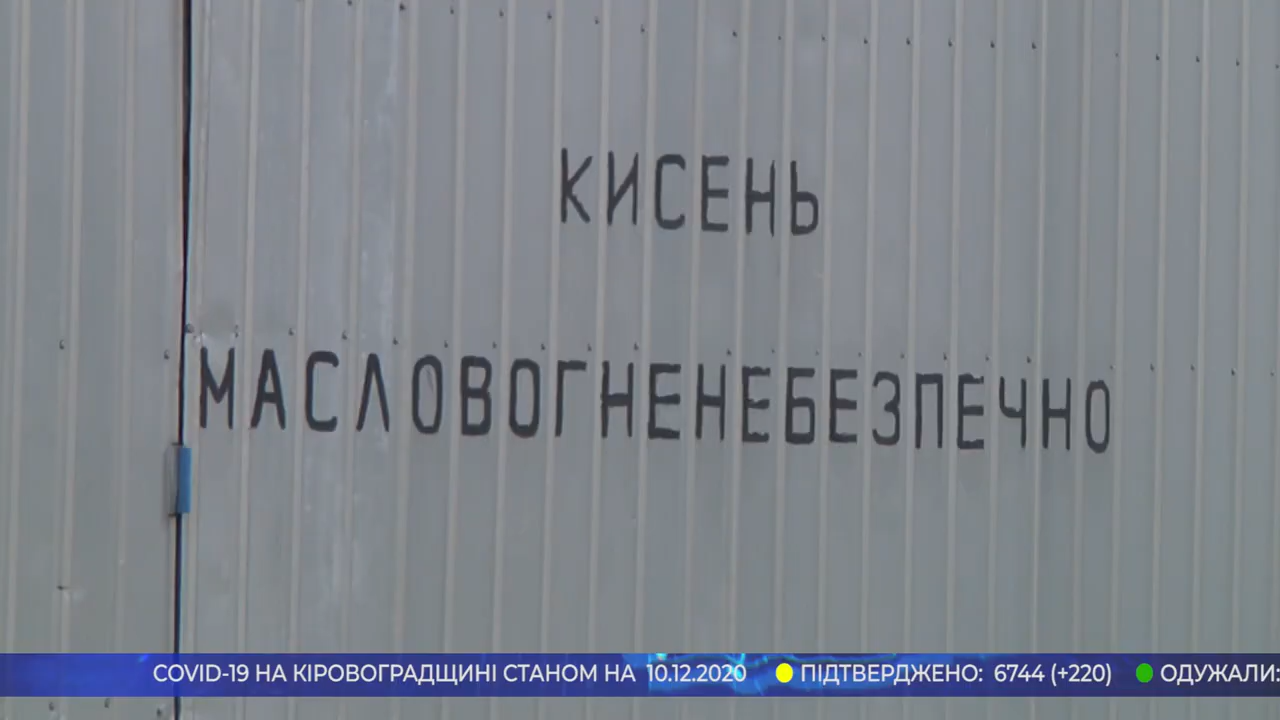 КИСЕНЬ
МАСЛОВОГНЕНЕБЕЗПЕЧНО
COVID-19 НА КІРОВОГРАДЩИНІ СТАНОМ НА 10.12.2020 ПІДТВЕРДЖЕНО: 6744 (+220) ОДУЖАЛИ: